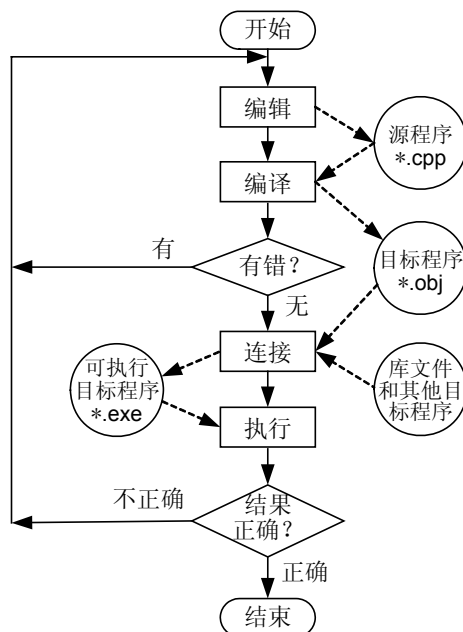 开始
编辑
源程序
*.cpp
编译
有
有错？
目标程序
*.obj
无
连接
可执行
目标程序
*.exe
库文件
和其他目
标程序
执行
不正确
结果
正确？
正确
结束